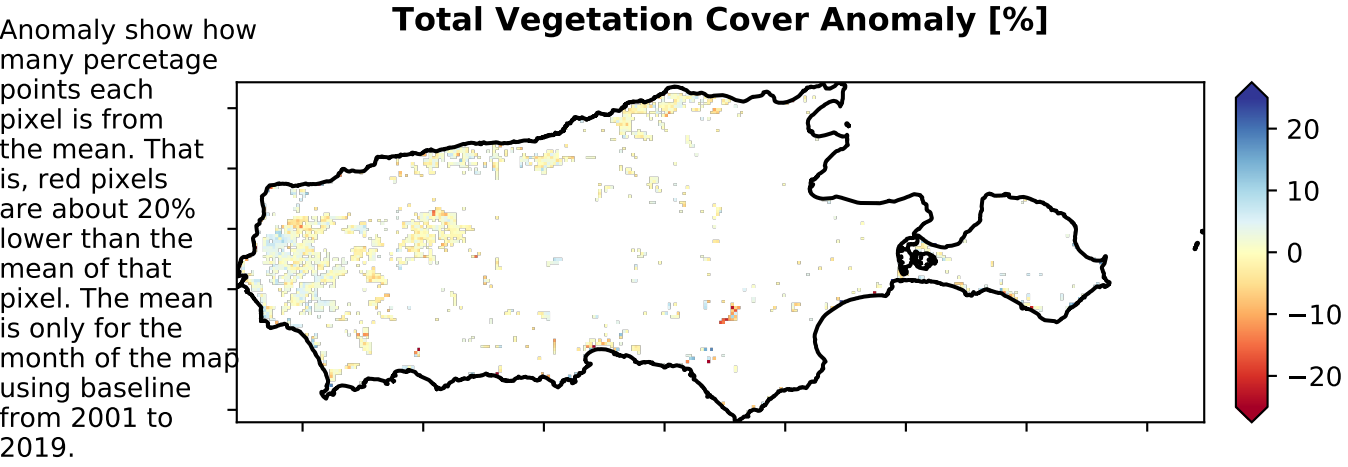 Total Vegetation Cover Anomaly [%]
Anomaly show how
many percetage
points each
pixel is from
the mean. That
is, red pixels
are about 20%
lower than the
mean of that
pixel. The mean
is only for the
month of the map
using baseline
from 2001 to
2019.
20
10
0
−10
−20